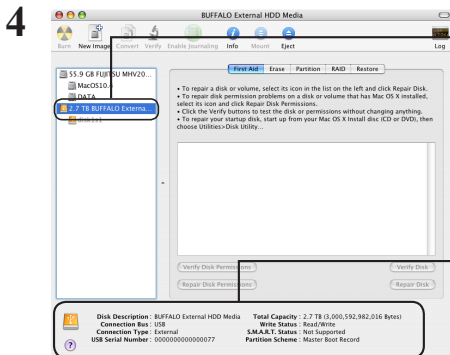 4
BUFFALO External HDD Media
Burn New Image Convert Verify Enable Journaling Info Mount Eject Log
First Aid Erase Partition RAID Restore
55.9 GB FUJITSU MHV20...
MacOS10.4
DATA
2.7 TB BUFFALO Externa...
disk1s1
• To repair a disk or volume, select its icon in the list on the left and click Repair Disk.
• To repair disk permission problems on a disk or volume that has Mac OS X installed,
select its icon and click Repair Disk Permissions.
• Click the Verify buttons to test the disk or permissions without changing anything.
• To repair your startup disk, start up from your Mac OS X Install disc (CD or DVD), then
choose Utilities>Disk Utility...
Verify Disk Permissions Verify Disk
Repair Disk Permissions Repair Disk
Disk Description : BUFFALO External HDD Media Total Capacity : 2.7 TB (3,000,592,982,016 Bytes)
Connection Bus : USB Write Status : Read/Write
Connection Type : External S.M.A.R.T. Status : Not Supported
USB Serial Number : 0000000000000077 Partition Scheme : Master Boot Record
?